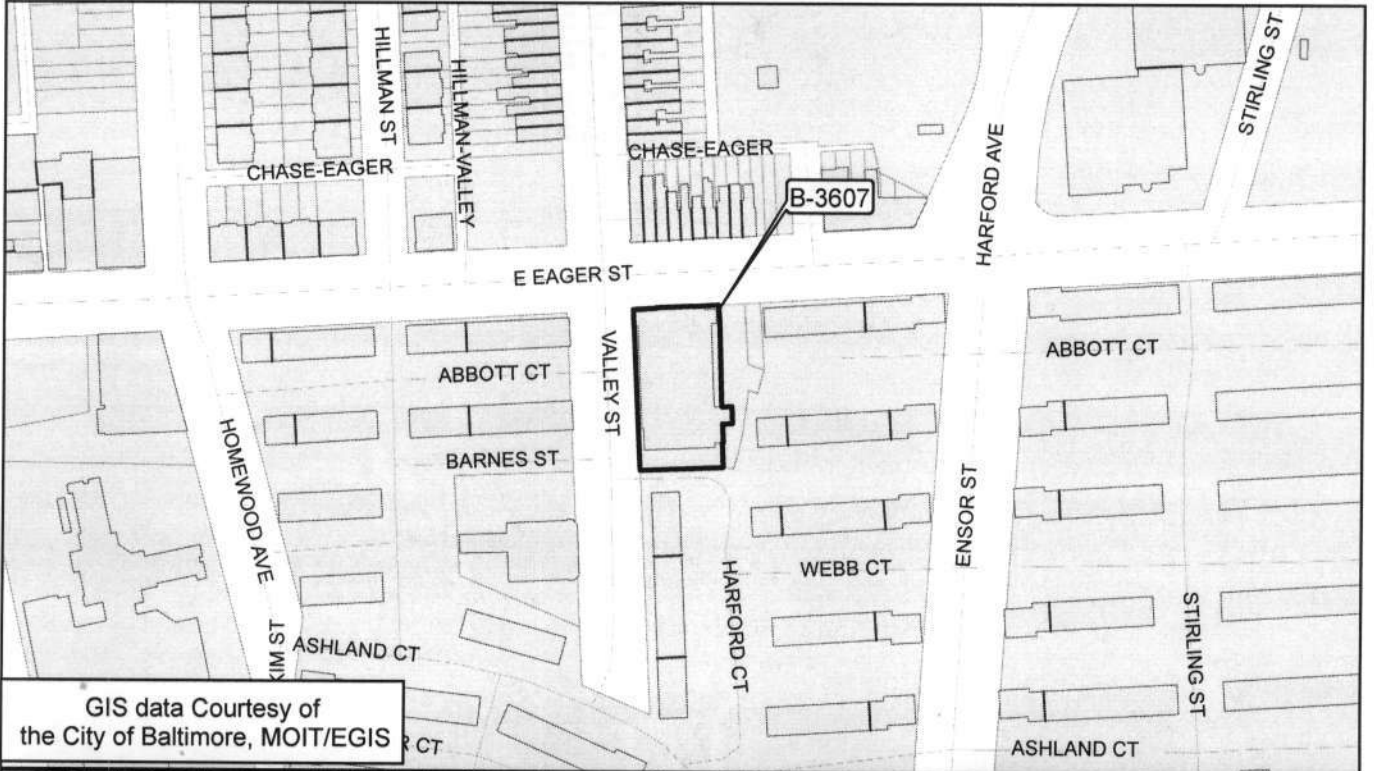 HILLMAN ST
HILLMAN-VALLEY
STIRLING ST
HARFORD AVE
CHASE-EAGER
CHASE-EAGER
B-3607
E EAGER ST
VALLEY ST
ABBOTT CT
ABBOTT CT
HOMEWOOD AVE
BARNES ST
ENSOR ST
WEBB CT
HARFORD CT
STIRLING ST
KIM ST
ASHLAND CT
GIS data Courtesy of
the City of Baltimore, MOIT/EGIS
R CT
ASHLAND CT